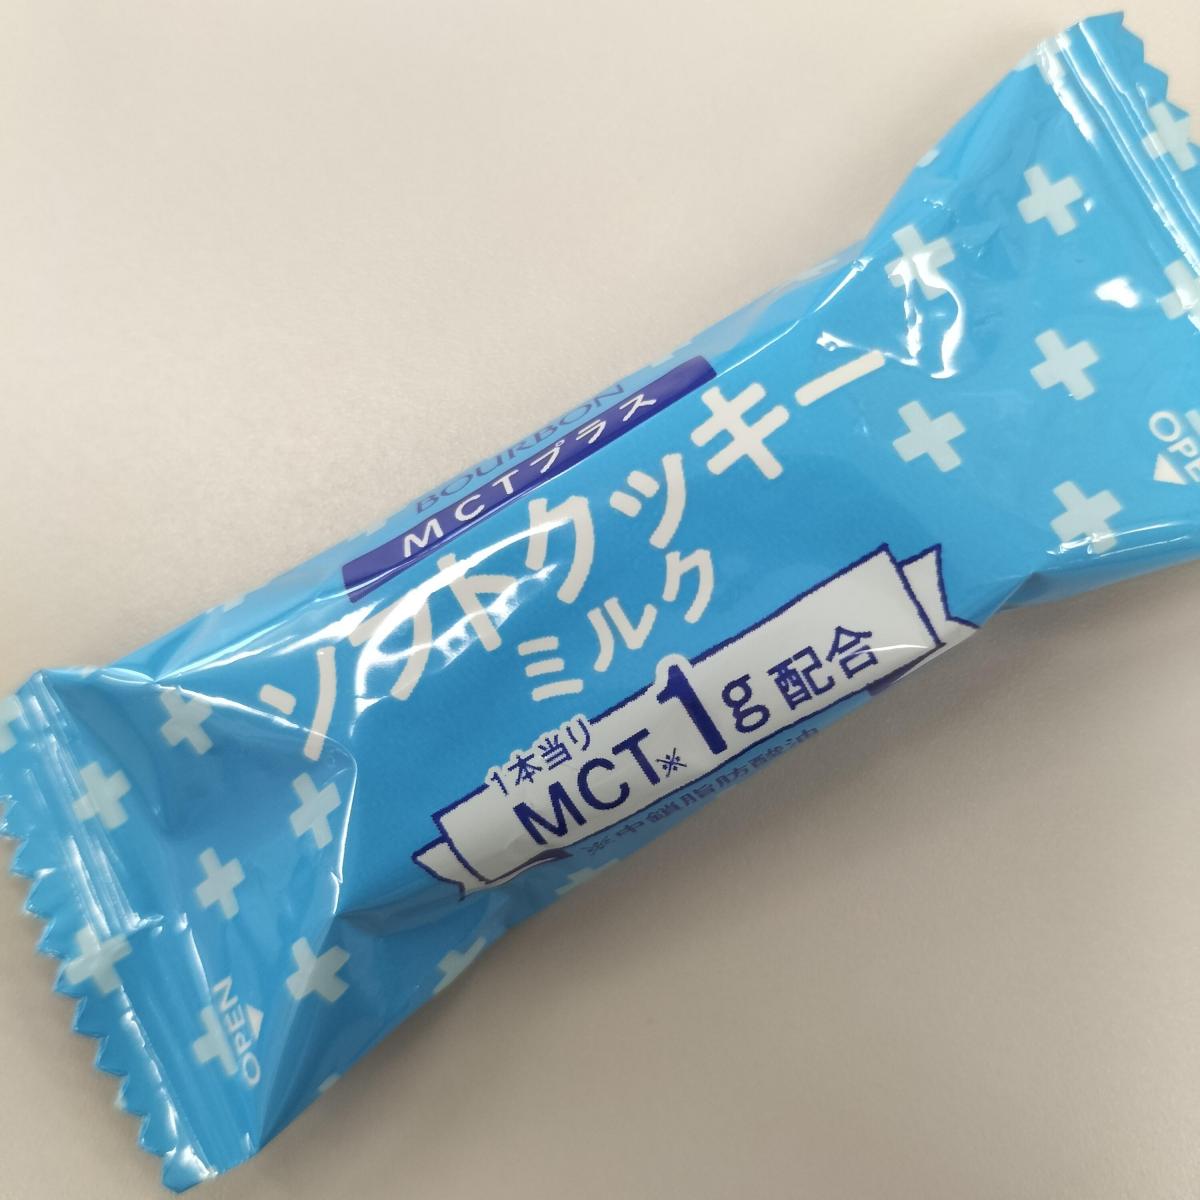 BOURBON
MCTプラス
ソフトクッキー
ミルク
1本当り
MCT※1g配合
※中鎖脂肪酸油
OPEN
OPEN